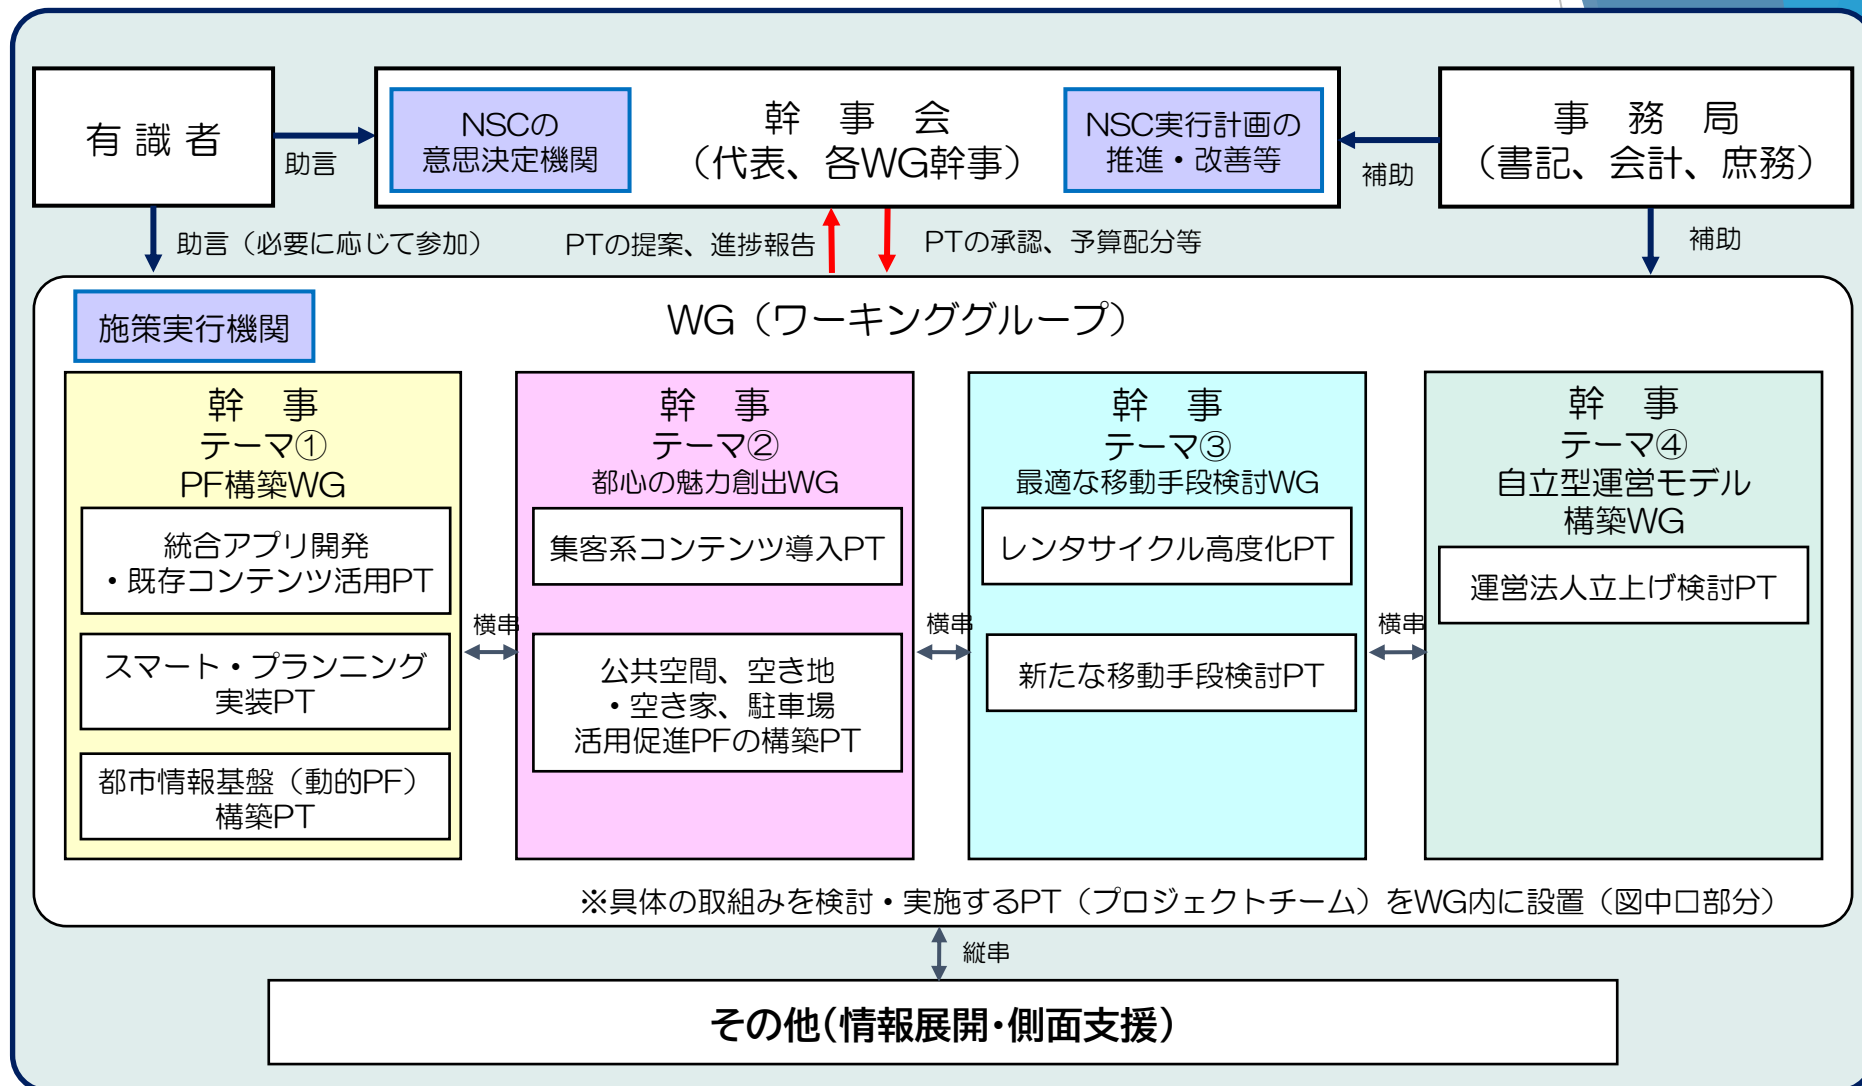 有 識 者
助言
NSCの
意思決定機関
幹　事　会
（代表、各WG幹事）
NSC実行計画の
推進・改善等
補助
事　務　局
（書記、会計、庶務）
助言（必要に応じて参加）
PTの提案、進捗報告
PTの承認、予算配分等
補助
施策実行機関
WG（ワーキンググループ）
幹　事
テーマ①
PF構築WG
統合アプリ開発
・既存コンテンツ活用PT
スマート・プランニング
実装PT
都市情報基盤（動的PF）
構築PT
横串
幹　事
テーマ②
都心の魅力創出WG
集客系コンテンツ導入PT
公共空間、空き地
・空き家、駐車場
活用促進PFの構築PT
横串
幹　事
テーマ③
最適な移動手段検討WG
レンタサイクル高度化PT
新たな移動手段検討PT
横串
幹　事
テーマ④
自立型運営モデル
構築WG
運営法人立上げ検討PT
※具体の取組みを検討・実施するPT（プロジェクトチーム）をWG内に設置（図中□部分）
縦串
その他（情報展開・側面支援）